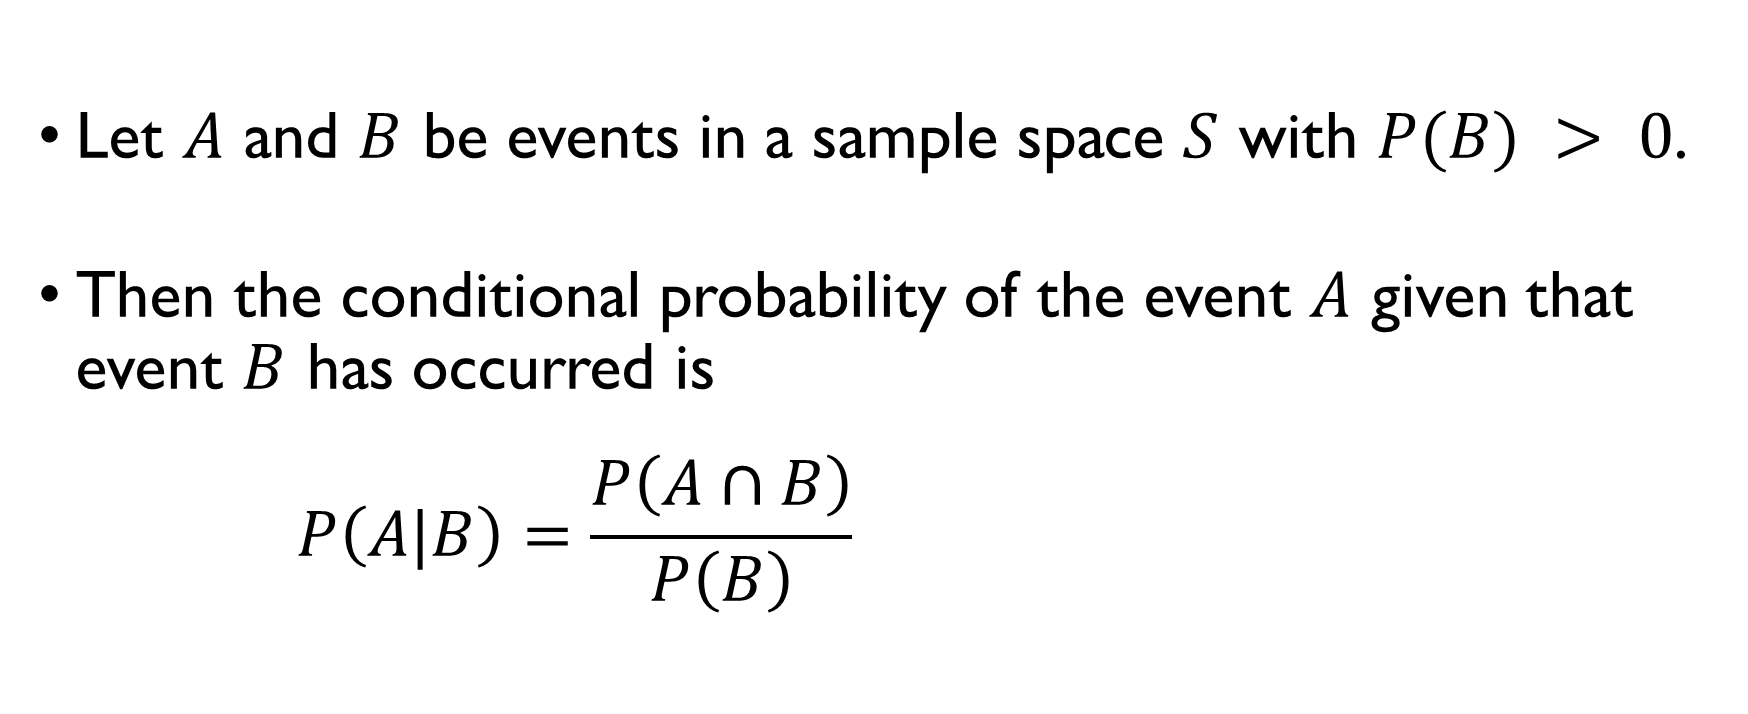 • Let A and B be events in a sample space S with P(B) > 0.
• Then the conditional probability of the event A given that
event B has occurred is
P(A|B) = P(A ∩ B) / P(B)